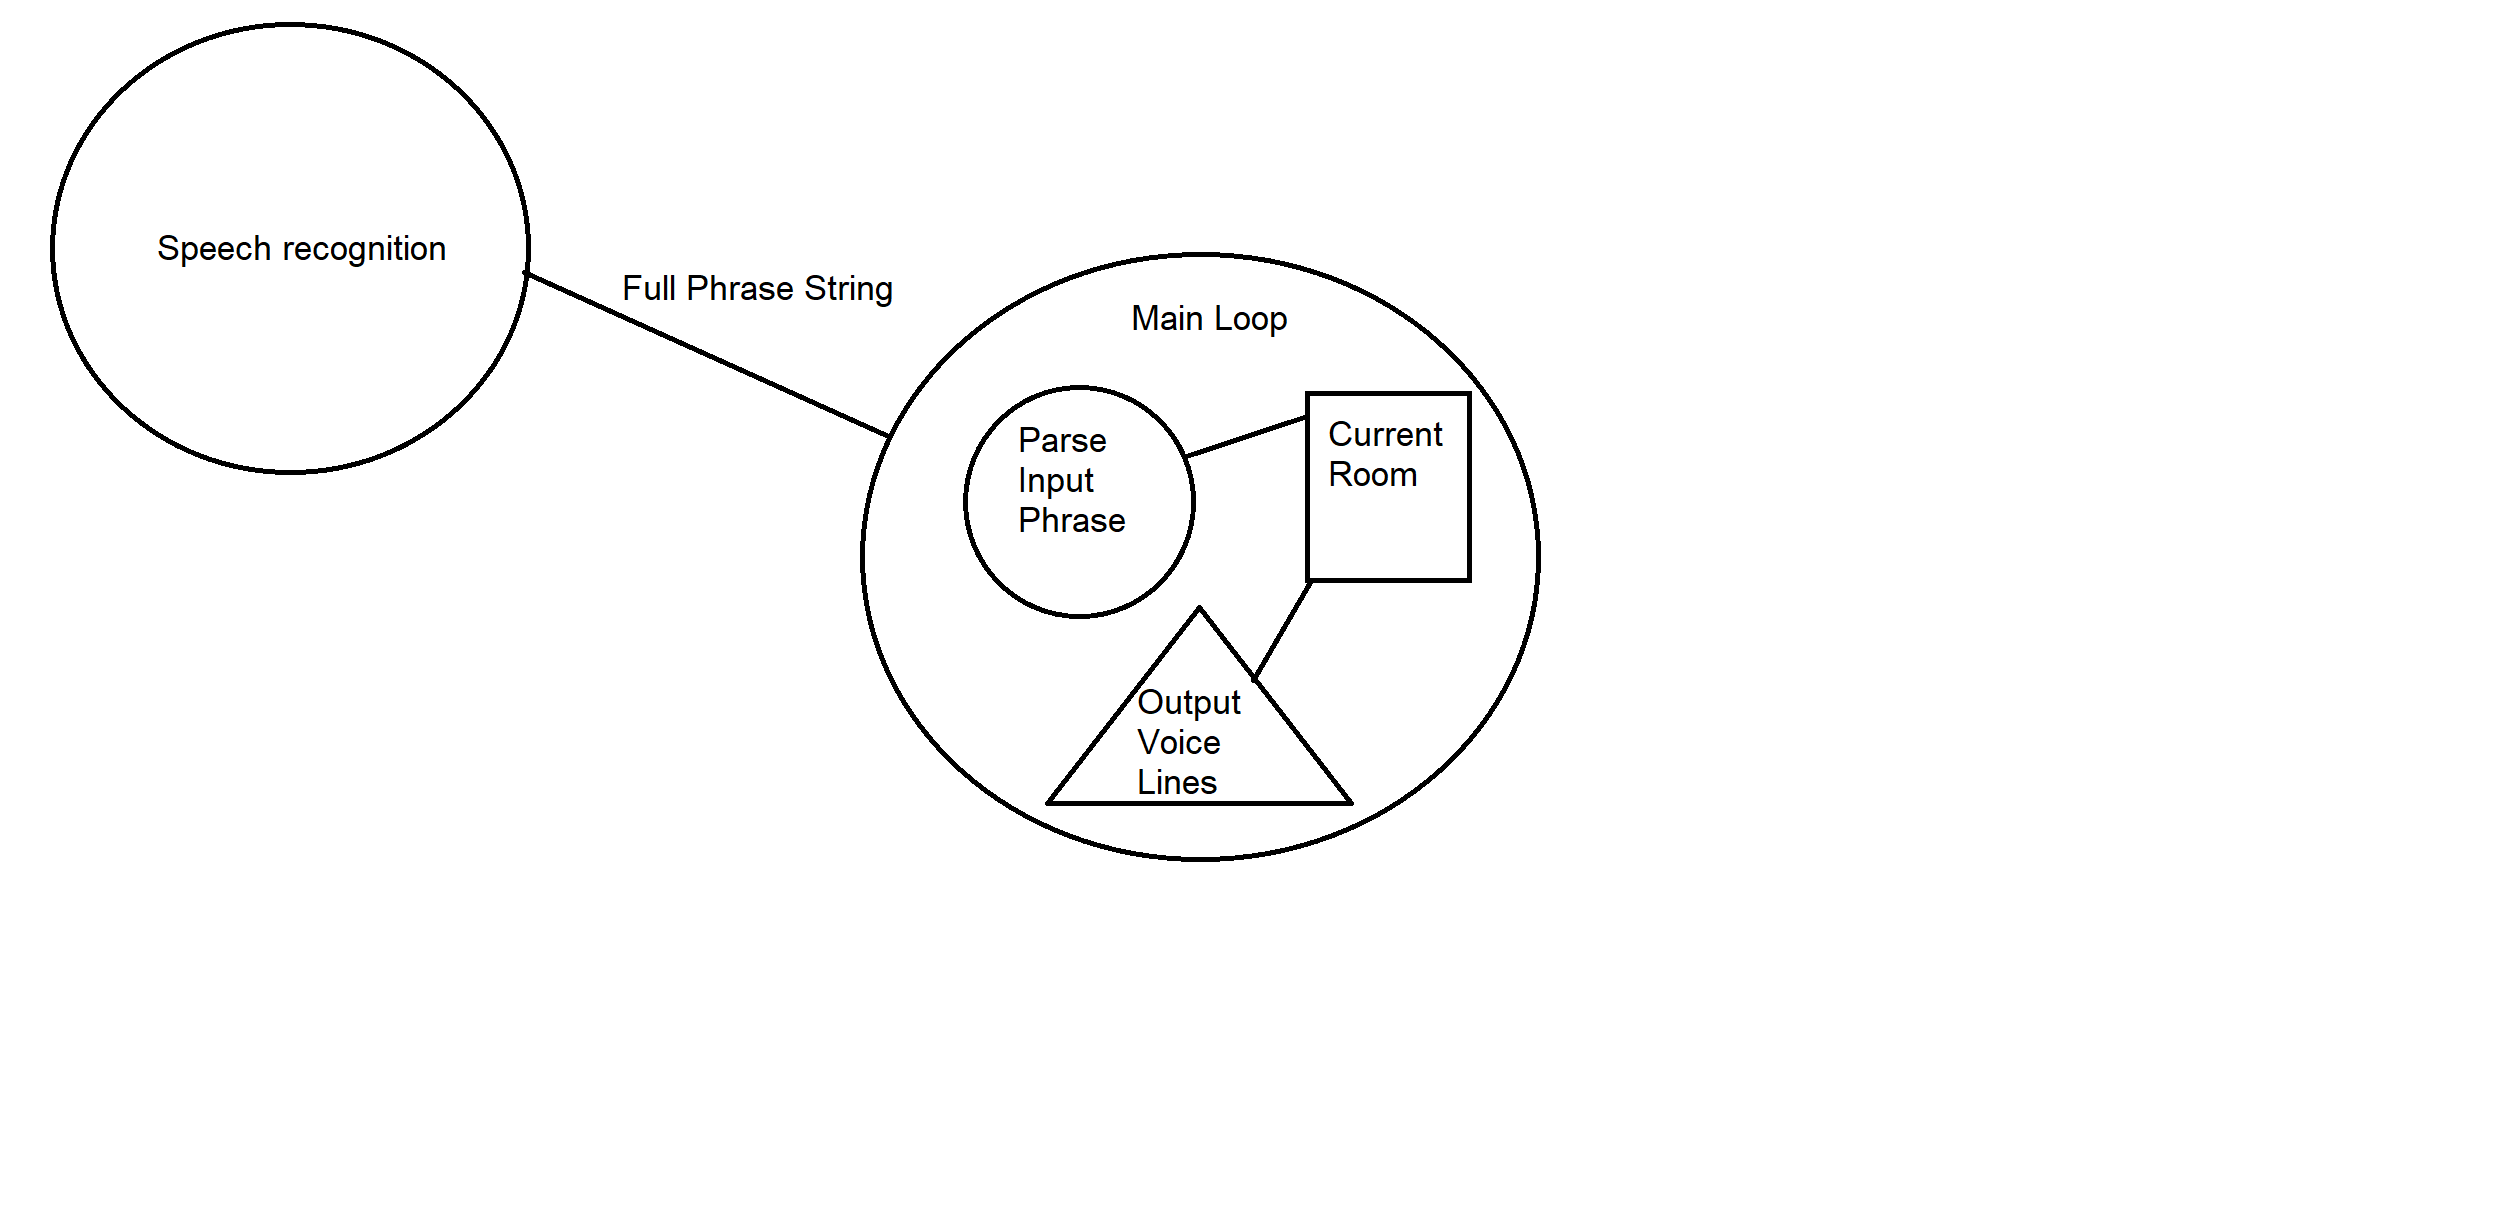 Speech recognition
Full Phrase String
Main Loop
Parse
Input
Phrase
Current
Room
Output
Voice
Lines